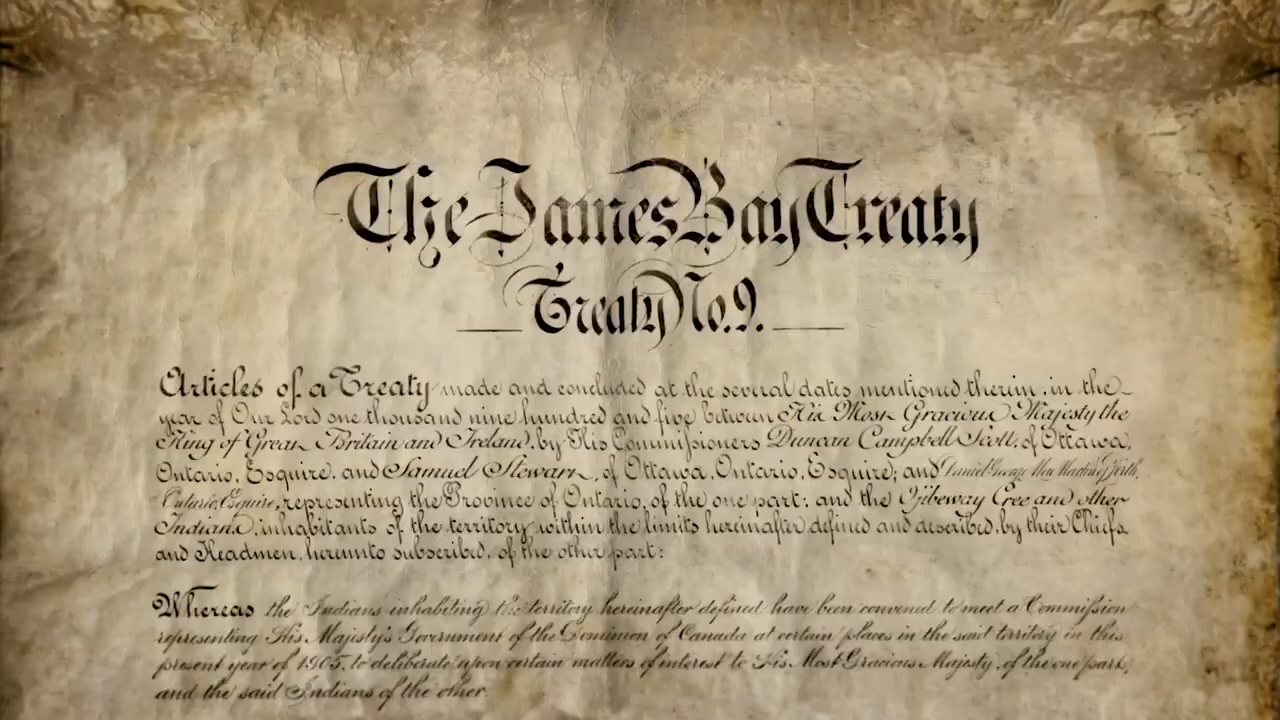 The James Bay Treaty
Treaty No. 9.
Articles of a Treaty made and concluded at the several dates mentioned therein, in the
year of Our Lord one thousand nine hundred and five between His Most Gracious Majesty the
King of Great Britain and Ireland, by His Commissioners Duncan Campbell Scott, of Ottawa,
Ontario, Esquire, and Samuel Stewart, of Ottawa, Ontario, Esquire; and Daniel George MacMartin of Perth,
Ontario, Esquire, representing the Province of Ontario, of the one part; and the Ojibeway Cree and other
Indians, inhabitants of the territory within the limits hereinafter defined and described, by their Chiefs,
and Headmen, hereunto subscribed, of the other part:
Whereas the Indians inhabiting the territory hereinafter defined have been convened to meet a Commission
representing His Majesty's Government of the Dominion of Canada at certain places in the said territory in this
present year of 1905, to deliberate upon certain matters of interest to His Most Gracious Majesty, of the one part,
and the said Indians of the other.